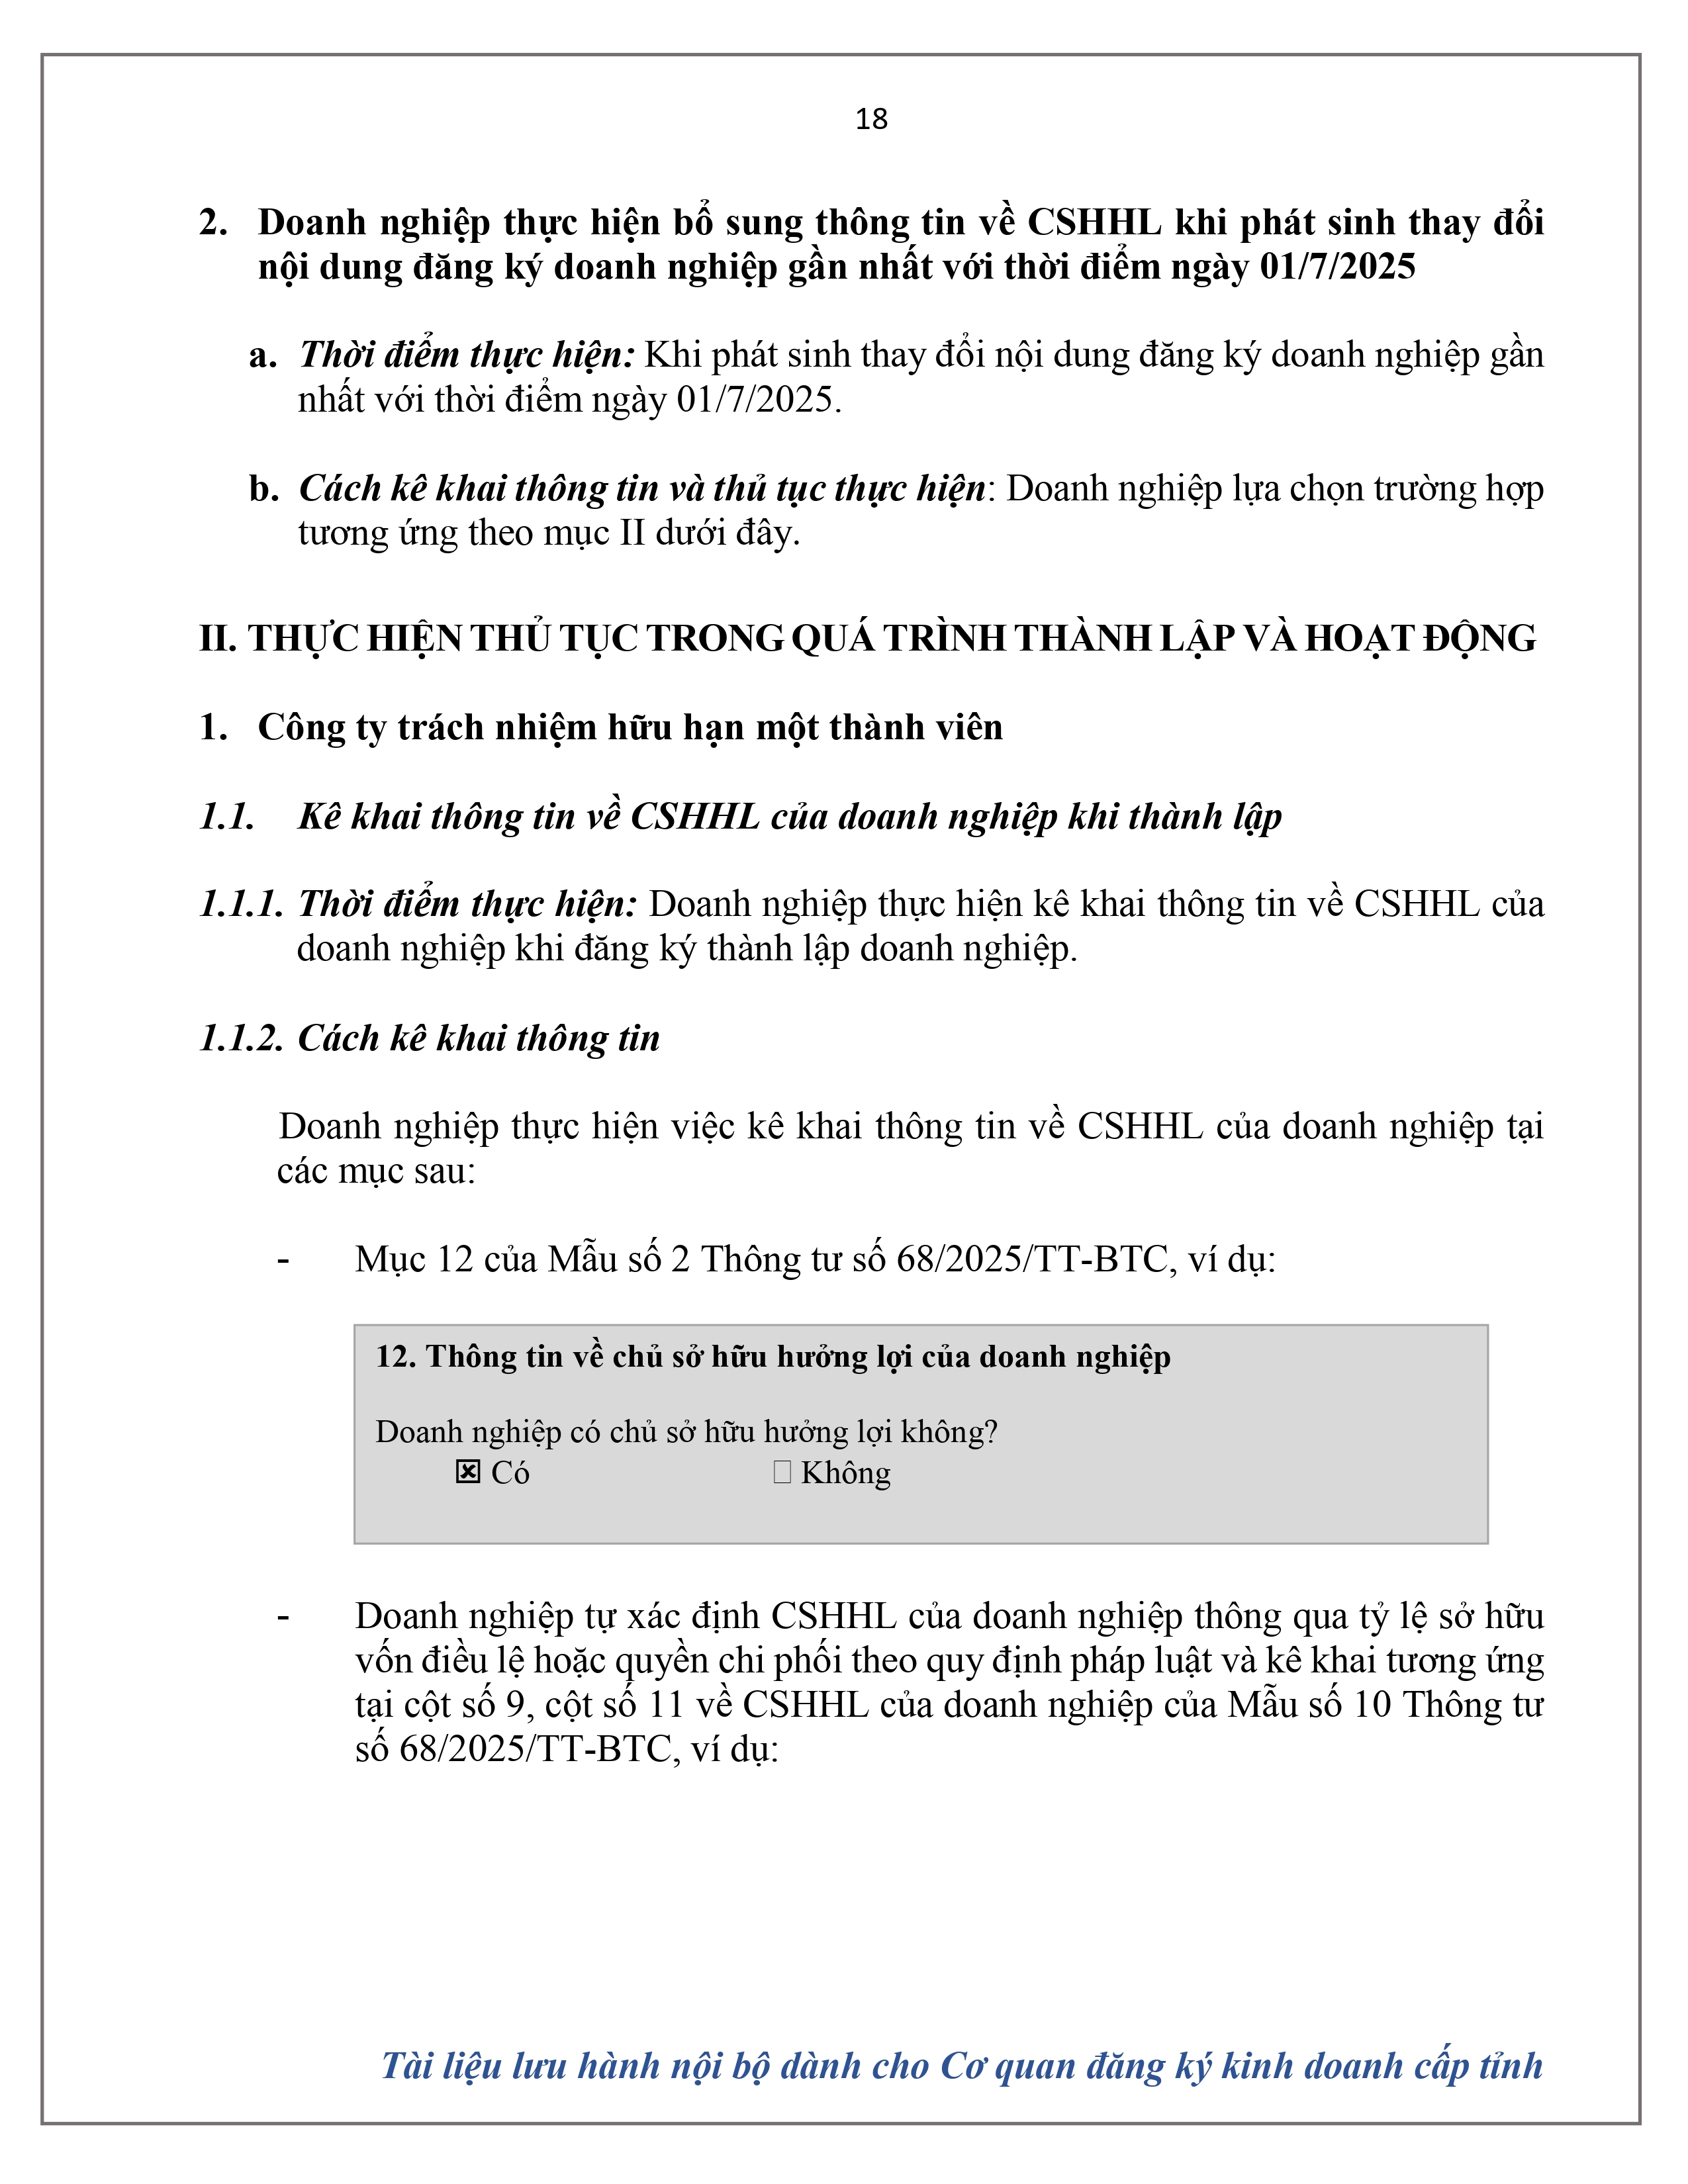 18
2. Doanh nghiệp thực hiện bổ sung thông tin về CSHHL khi phát sinh thay đổi
nội dung đăng ký doanh nghiệp gần nhất với thời điểm ngày 01/7/2025
a. Thời điểm thực hiện: Khi phát sinh thay đổi nội dung đăng ký doanh nghiệp gần
nhất với thời điểm ngày 01/7/2025.
b. Cách kê khai thông tin và thủ tục thực hiện: Doanh nghiệp lựa chọn trường hợp
tương ứng theo mục II dưới đây.
II. THỰC HIỆN THỦ TỤC TRONG QUÁ TRÌNH THÀNH LẬP VÀ HOẠT ĐỘNG
1. Công ty trách nhiệm hữu hạn một thành viên
1.1. Kê khai thông tin về CSHHL của doanh nghiệp khi thành lập
1.1.1. Thời điểm thực hiện: Doanh nghiệp thực hiện kê khai thông tin về CSHHL của
doanh nghiệp khi đăng ký thành lập doanh nghiệp.
1.1.2. Cách kê khai thông tin
Doanh nghiệp thực hiện việc kê khai thông tin về CSHHL của doanh nghiệp tại
các mục sau:
- Mục 12 của Mẫu số 2 Thông tư số 68/2025/TT-BTC, ví dụ:
12. Thông tin về chủ sở hữu hưởng lợi của doanh nghiệp
Doanh nghiệp có chủ sở hữu hưởng lợi không?
☒ Có ☐ Không
- Doanh nghiệp tự xác định CSHHL của doanh nghiệp thông qua tỷ lệ sở hữu
vốn điều lệ hoặc quyền chi phối theo quy định pháp luật và kê khai tương ứng
tại cột số 9, cột số 11 về CSHHL của doanh nghiệp của Mẫu số 10 Thông tư
số 68/2025/TT-BTC, ví dụ:
Tài liệu lưu hành nội bộ dành cho Cơ quan đăng ký kinh doanh cấp tỉnh